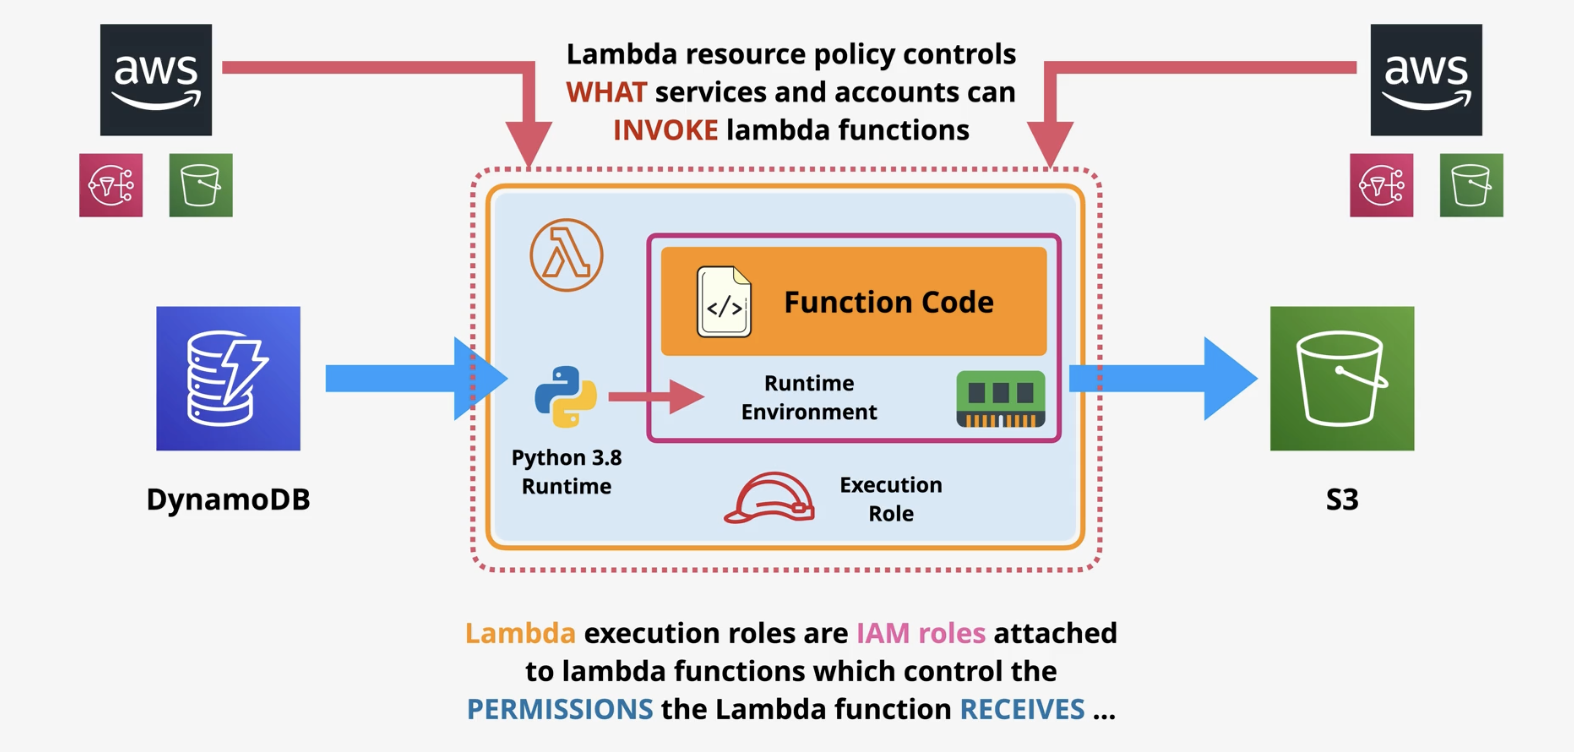 aws
Lambda resource policy controls
WHAT services and accounts can
INVOKE lambda functions
aws
</>
Function Code
Runtime
Environment
Python 3.8
Runtime
Execution
Role
DynamoDB
S3
Lambda execution roles are IAM roles attached
to lambda functions which control the
PERMISSIONS the Lambda function RECEIVES ...